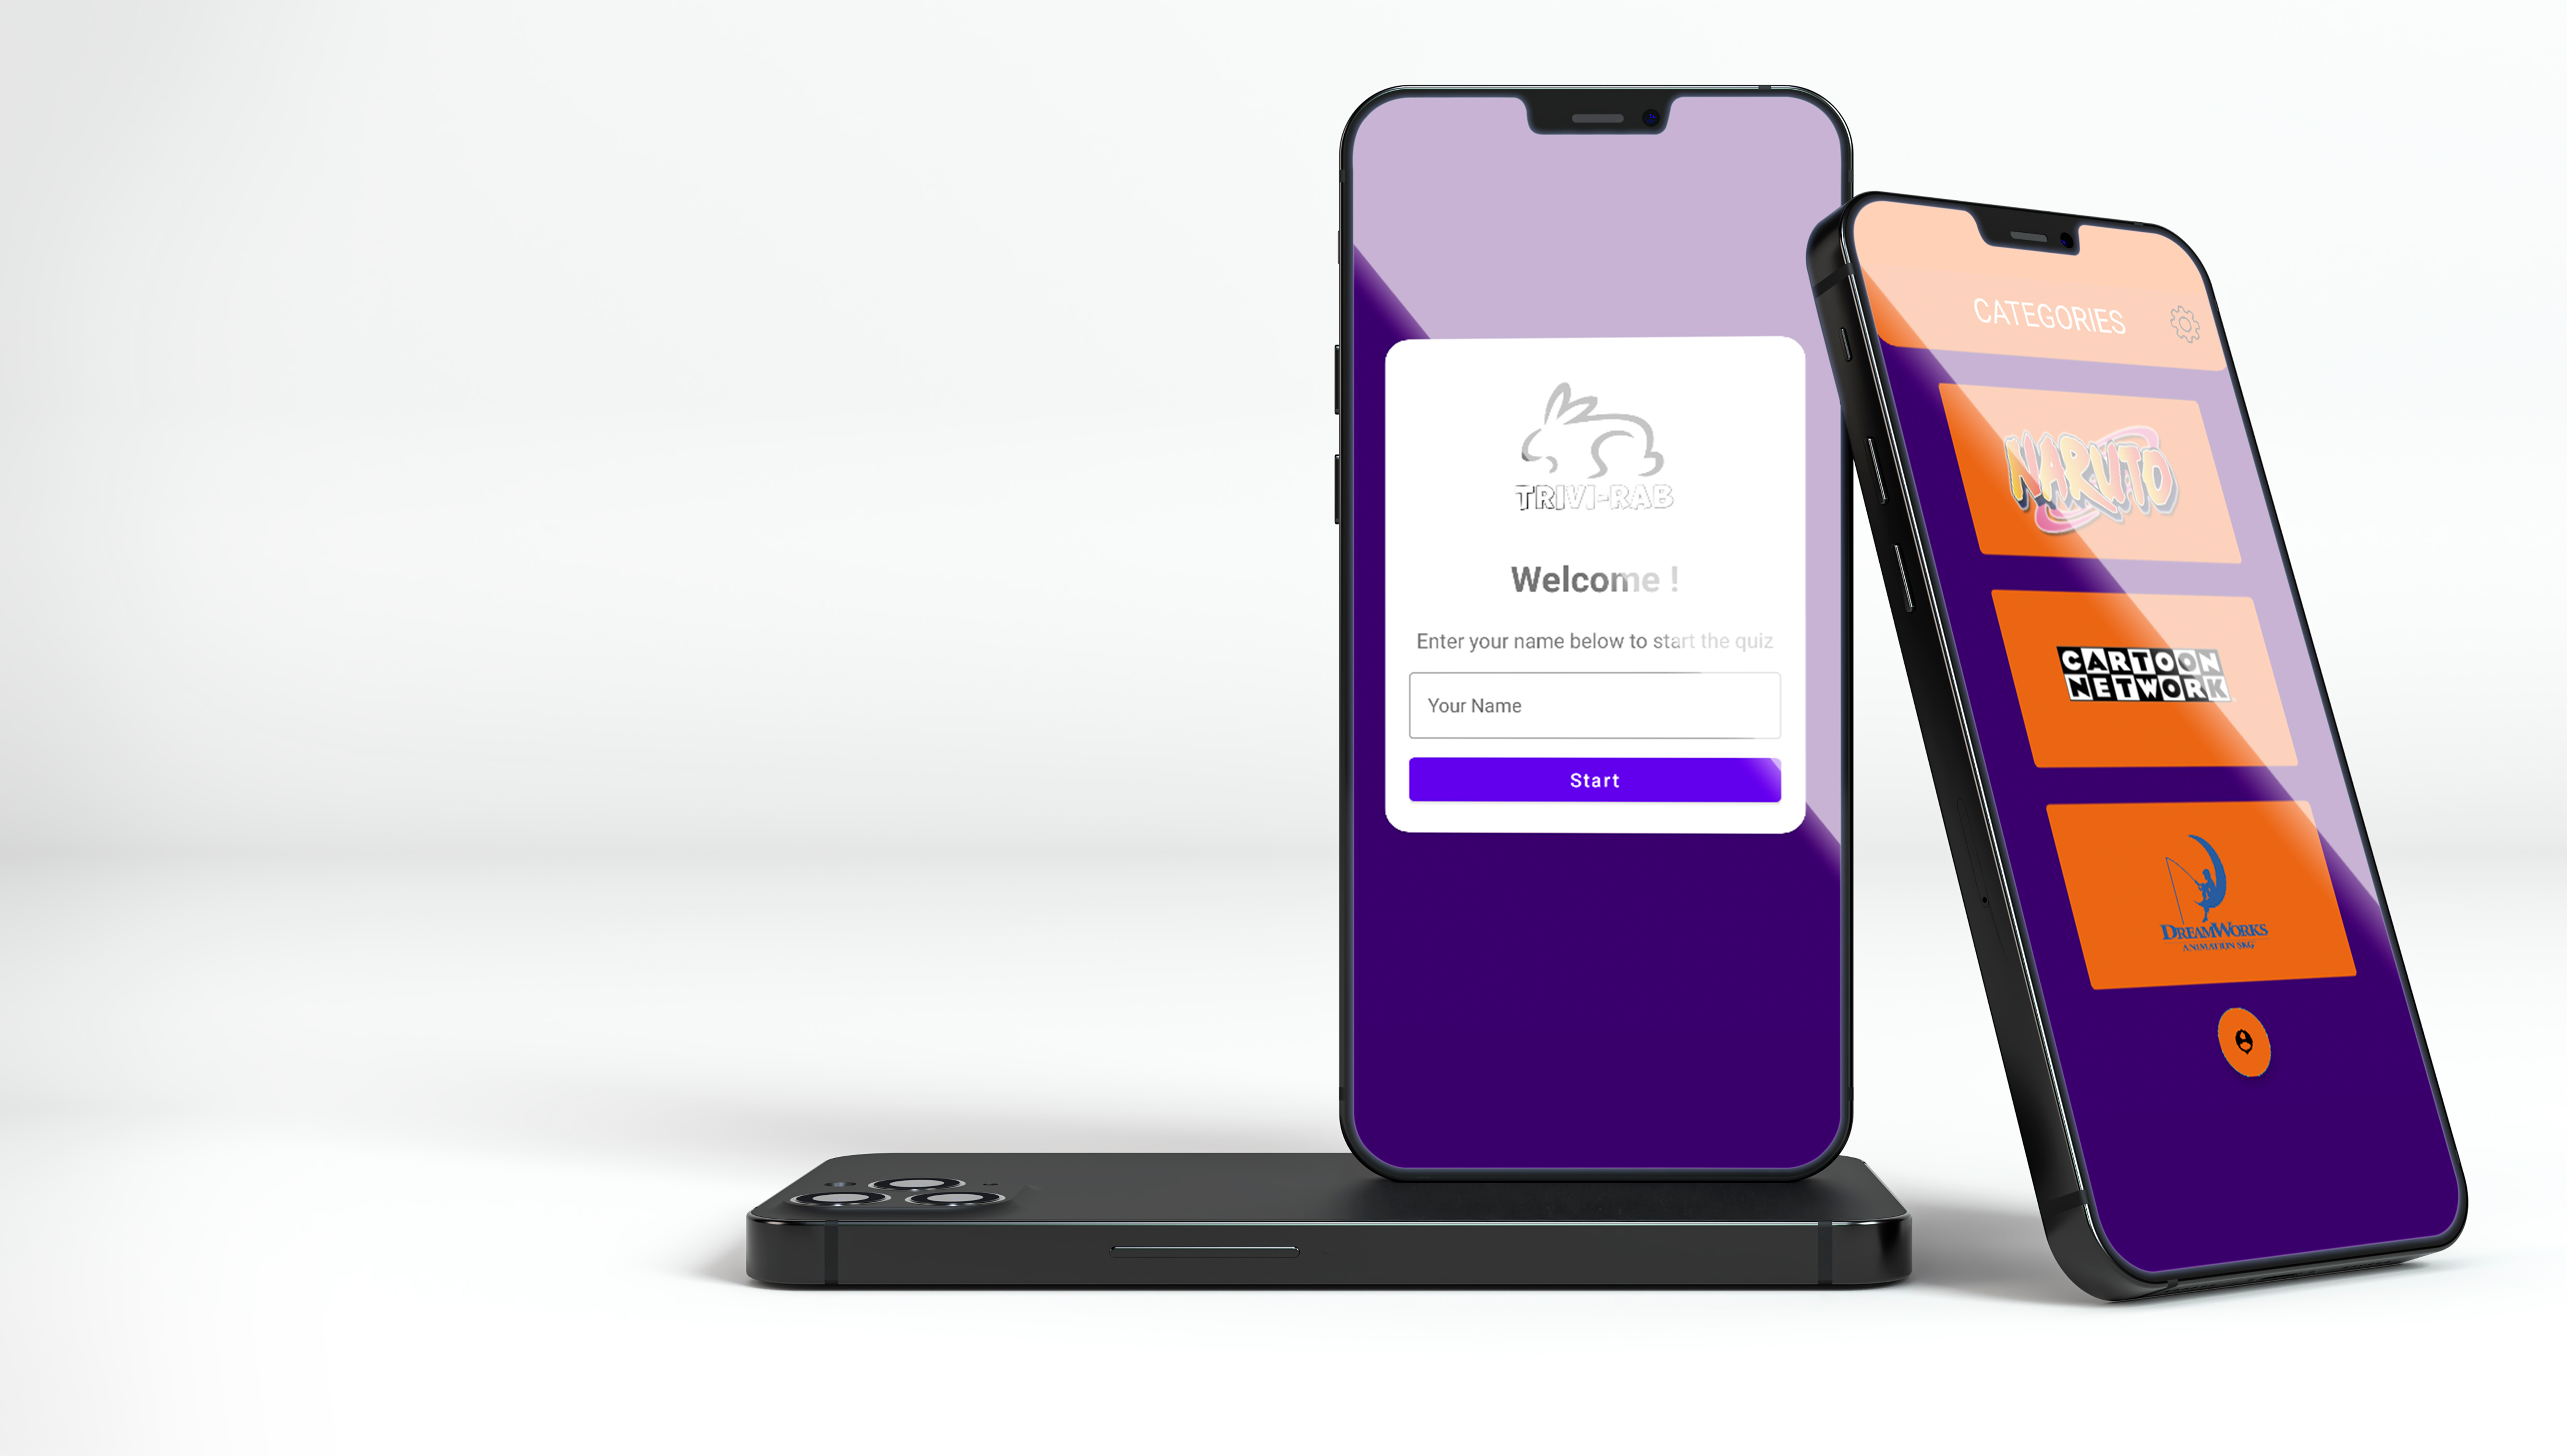 TRIVI-RAB
Welcome !
Enter your name below to start the quiz
Your Name
Start
CATEGORIES
NARUTO
CARTOON
NETWORK
DREAMWORKS
ANIMATION SKG